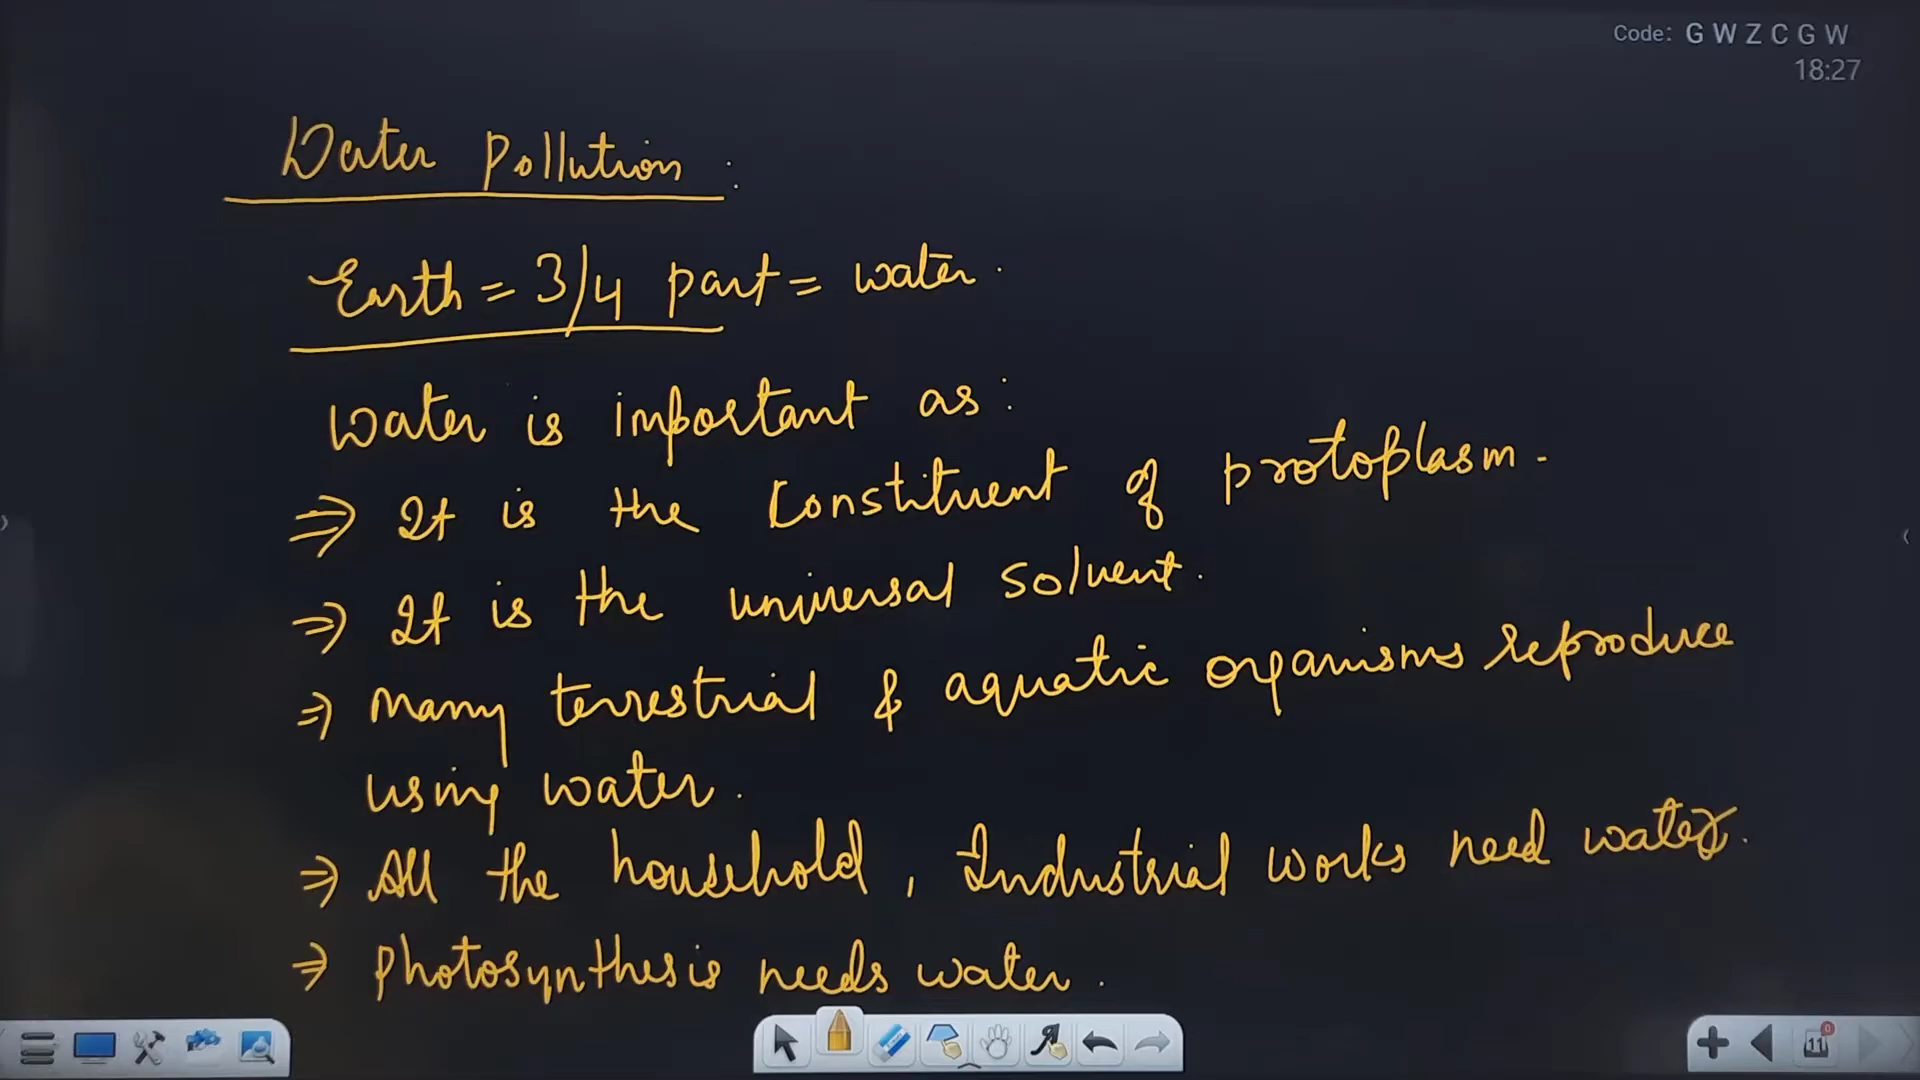 Code: G W Z C G W
18:27
Water Pollution :
Earth = 3/4 part = water.
Water is important as :
⇒ It is the Constituent of protoplasm.
⇒ It is the universal solvent.
⇒ Many terrestrial & aquatic organisms reproduce
using water.
⇒ All the household, Industrial works need water.
⇒ Photosynthesis needs water.
11
0